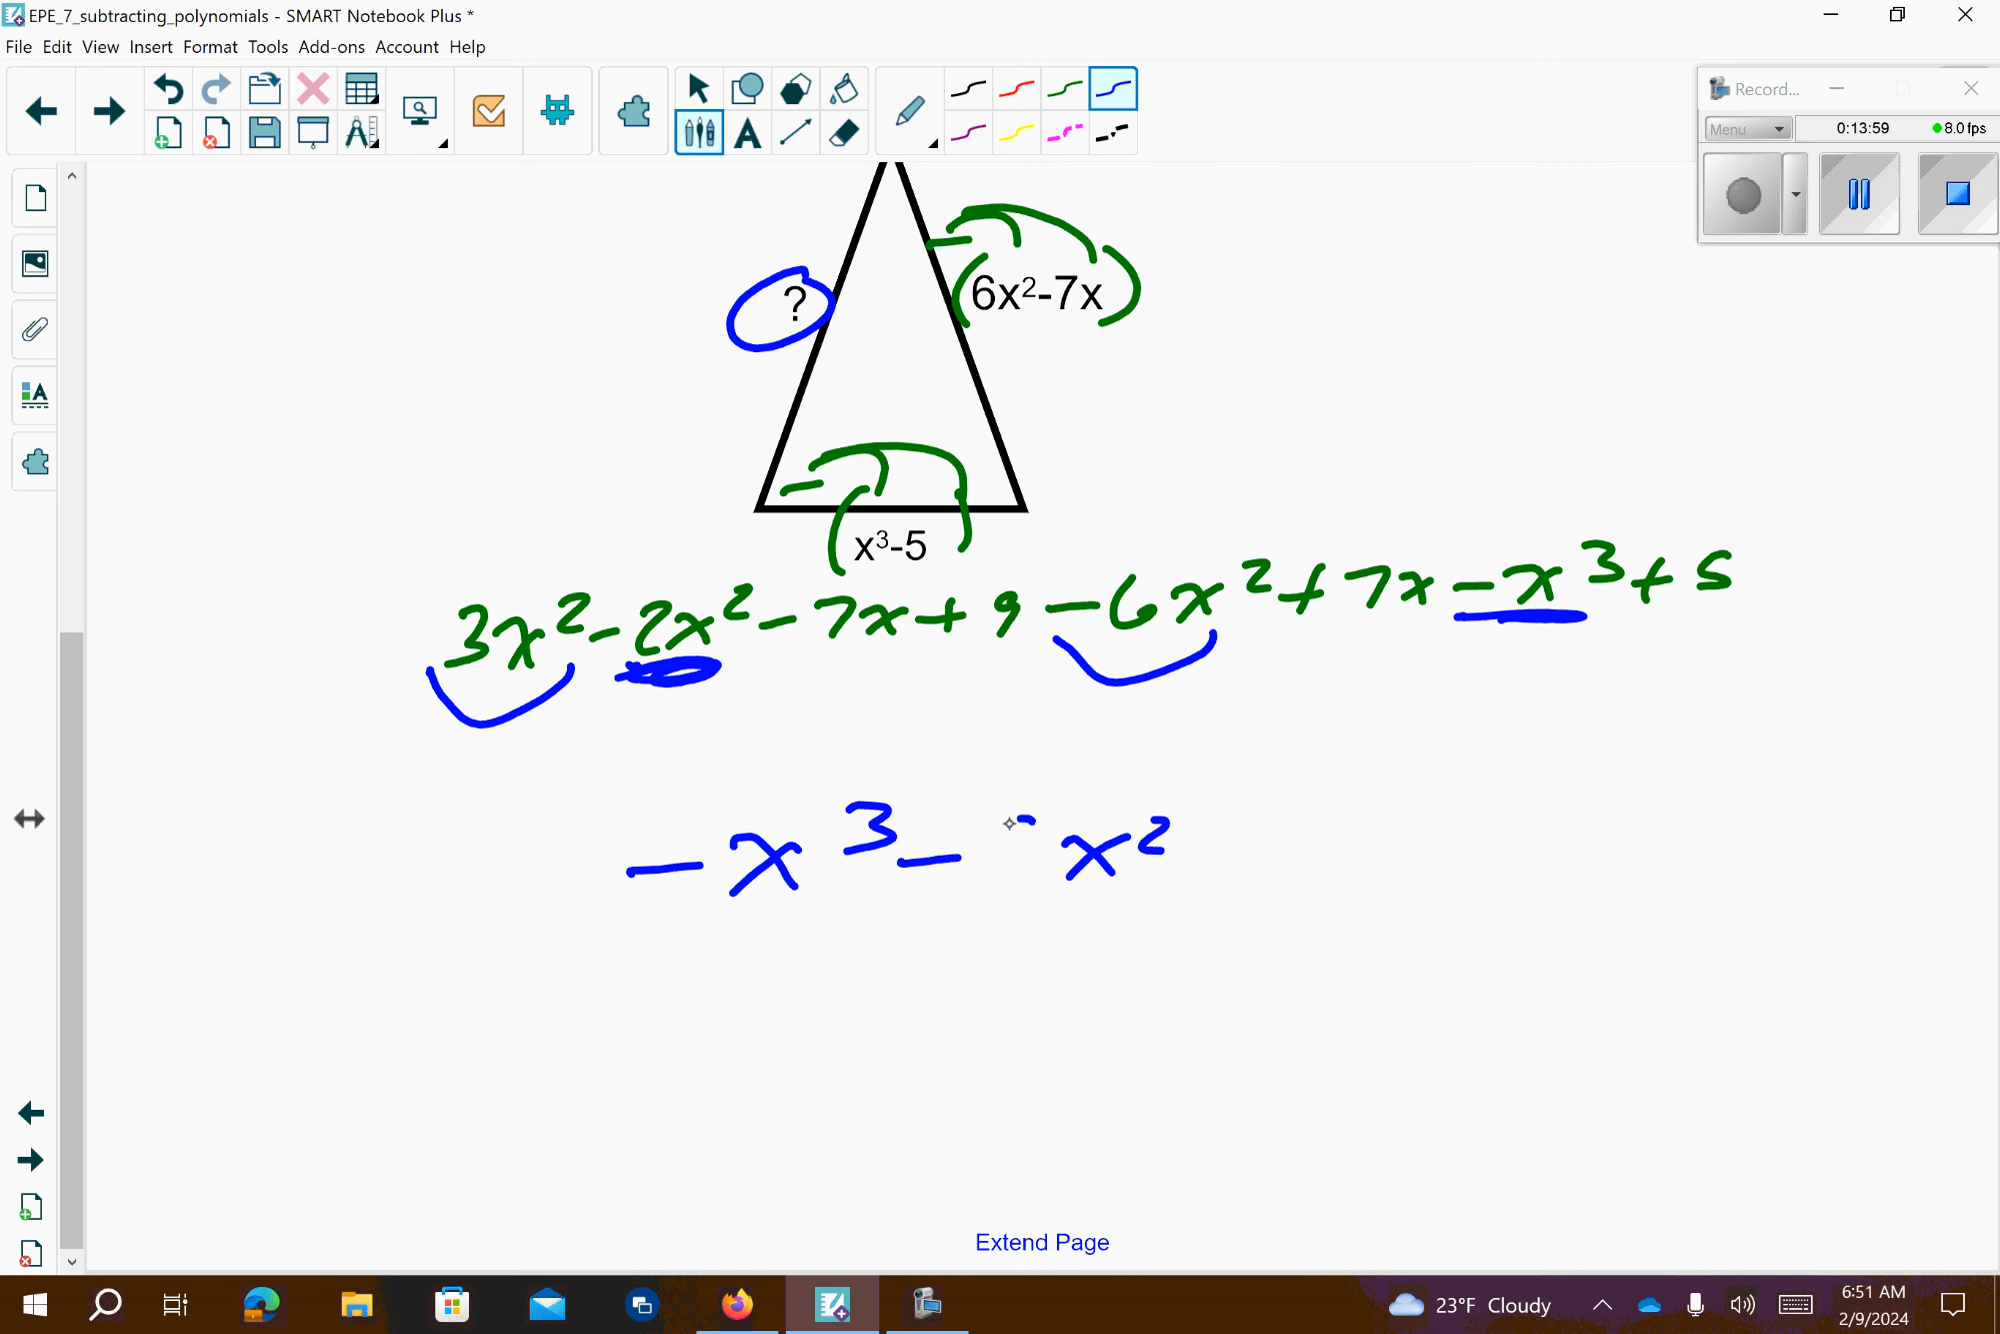 EPE_7_subtracting_polynomials - SMART Notebook Plus *
File Edit View Insert Format Tools Add-ons Account Help
Record...
Menu 0:13:59 8.0 fps
?
6x²-7x
x³-5
3x² - 2x² - 7x + 9 - 6x² + 7x - x³ + 5
- x³ - x²
Extend Page
23°F Cloudy
6:51 AM
2/9/2024